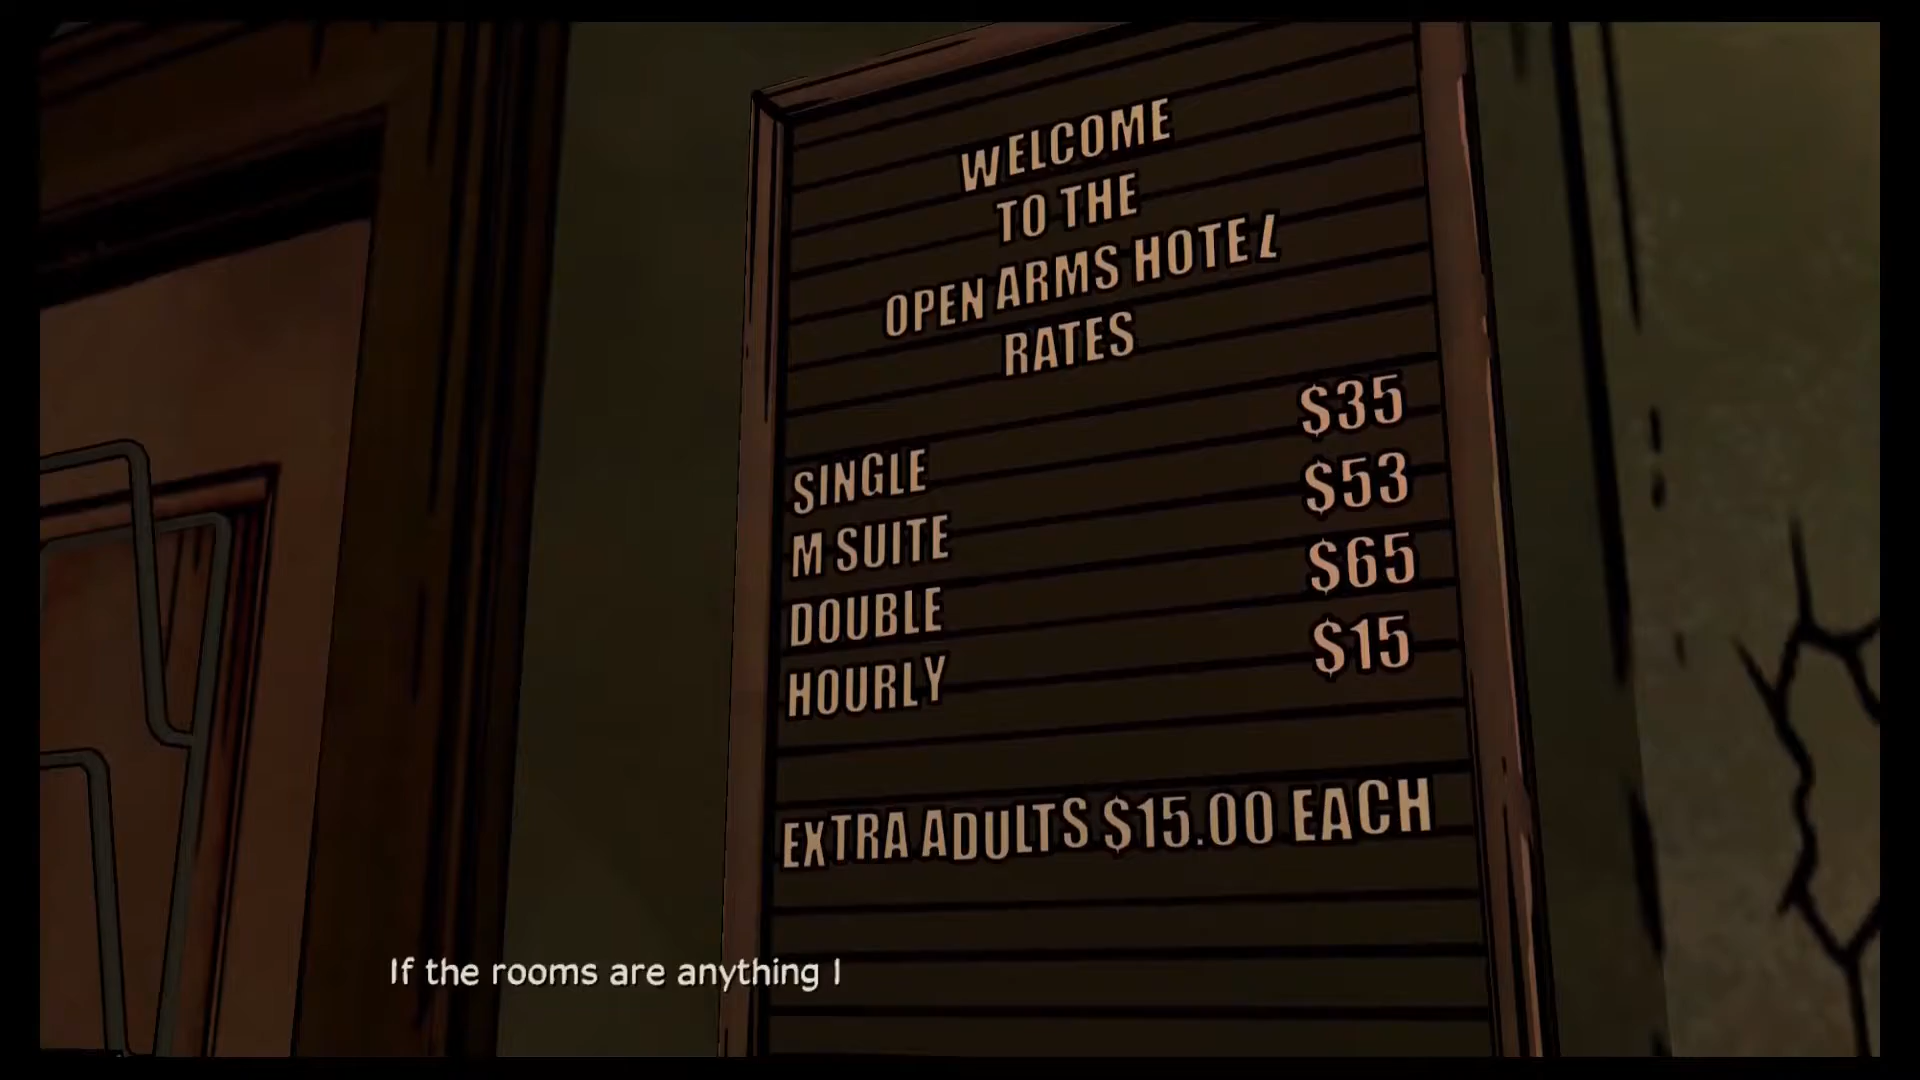 WELCOME
TO THE
OPEN ARMS HOTEL
RATES
SINGLE $35
M SUITE $53
DOUBLE $65
HOURLY $15
EXTRA ADULTS $15.00 EACH
If the rooms are anything l